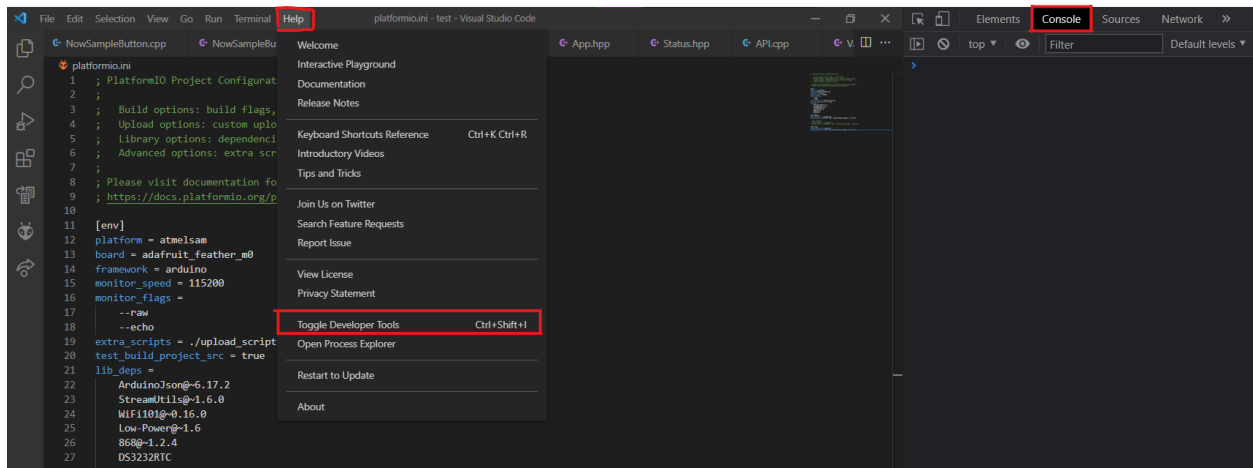 File Edit Selection View Go Run Terminal Help platformio.ini - test - Visual Studio Code
NowSampleButton.cpp NowSampleBu App.hpp Status.hpp API.cpp V.
platformio.ini
1 ; PlatformIO Project Configurat
2 ;
3 ; Build options: build flags,
4 ; Upload options: custom uplo
5 ; Library options: dependenci
6 ; Advanced options: extra scr
7 ;
8 ; Please visit documentation fo
9 ; https://docs.platformio.org/p
10
11 [env]
12 platform = atmelsam
13 board = adafruit_feather_m0
14 framework = arduino
15 monitor_speed = 115200
16 monitor_flags =
17 --raw
18 --echo
19 extra_scripts = ./upload_script
20 test_build_project_src = true
21 lib_deps =
22 ArduinoJson@~6.17.2
23 StreamUtils@~1.6.0
24 WiFi101@~0.16.0
25 Low-Power@~1.6
26 868@~1.2.4
27 DS3232RTC
Welcome
Interactive Playground
Documentation
Release Notes
Keyboard Shortcuts Reference Ctrl+K Ctrl+R
Introductory Videos
Tips and Tricks
Join Us on Twitter
Search Feature Requests
Report Issue
View License
Privacy Statement
Toggle Developer Tools Ctrl+Shift+I
Open Process Explorer
Restart to Update
About
Elements Console Sources Network »
top Filter Default levels